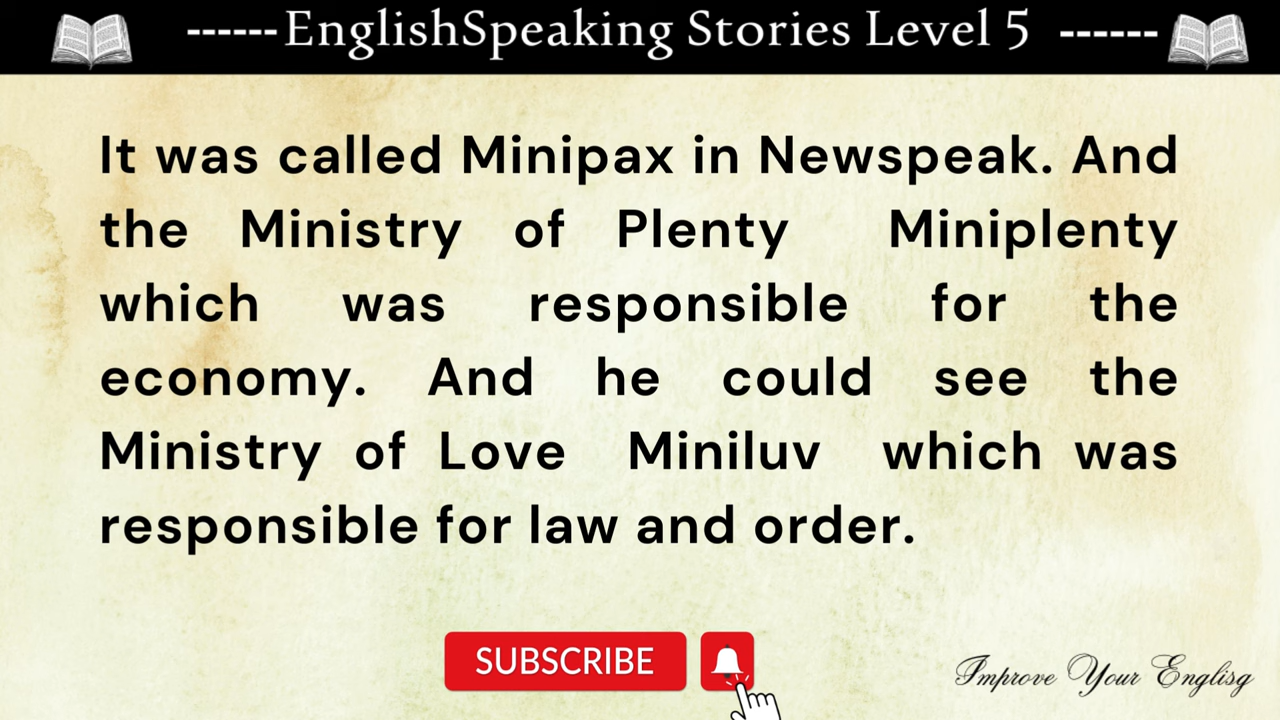 ------EnglishSpeaking Stories Level 5 ------
It was called Minipax in Newspeak. And
the Ministry of Plenty Miniplenty
which was responsible for the
economy. And he could see the
Ministry of Love Miniluv which was
responsible for law and order.
SUBSCRIBE
Improve Your Englisg